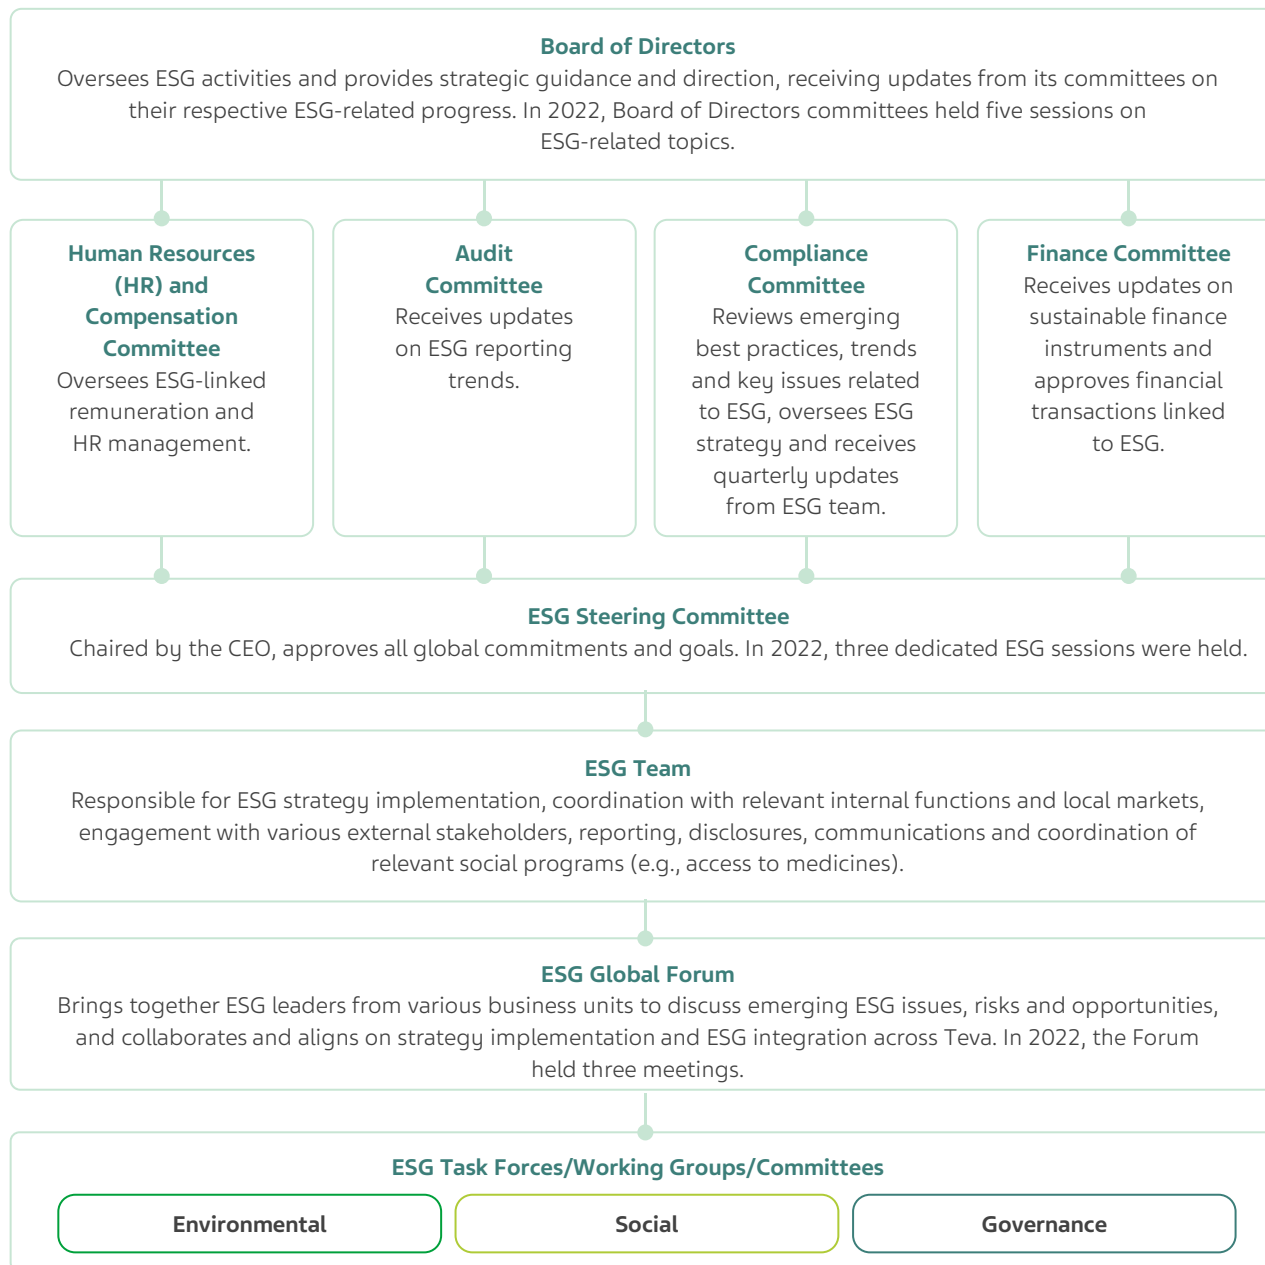 Board of Directors
Oversees ESG activities and provides strategic guidance and direction, receiving updates from its committees on
their respective ESG-related progress. In 2022, Board of Directors committees held five sessions on
ESG-related topics.
Human Resources
(HR) and
Compensation
Committee
Oversees ESG-linked
remuneration and
HR management.
Audit
Committee
Receives updates
on ESG reporting
trends.
Compliance
Committee
Reviews emerging
best practices, trends
and key issues related
to ESG, oversees ESG
strategy and receives
quarterly updates
from ESG team.
Finance Committee
Receives updates on
sustainable finance
instruments and
approves financial
transactions linked
to ESG.
ESG Steering Committee
Chaired by the CEO, approves all global commitments and goals. In 2022, three dedicated ESG sessions were held.
ESG Team
Responsible for ESG strategy implementation, coordination with relevant internal functions and local markets,
engagement with various external stakeholders, reporting, disclosures, communications and coordination of
relevant social programs (e.g., access to medicines).
ESG Global Forum
Brings together ESG leaders from various business units to discuss emerging ESG issues, risks and opportunities,
and collaborates and aligns on strategy implementation and ESG integration across Teva. In 2022, the Forum
held three meetings.
ESG Task Forces/Working Groups/Committees
Environmental
Social
Governance